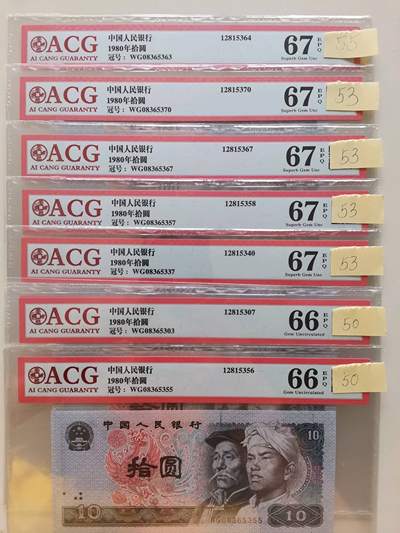 ACG
AI CANG GUARANTY
中国人民银行
1980年拾圆
冠号: WG08365363
12815364
67 EPQ
Superb Gem Unc
55
ACG
AI CANG GUARANTY
中国人民银行
1980年拾圆
冠号: WG08365370
12815370
67 EPQ
Superb Gem Unc
53
ACG
AI CANG GUARANTY
中国人民银行
1980年拾圆
冠号: WG08365367
12815367
67 EPQ
Superb Gem Unc
53
ACG
AI CANG GUARANTY
中国人民银行
1980年拾圆
冠号: WG08365357
12815358
67 EPQ
Superb Gem Unc
53
ACG
AI CANG GUARANTY
中国人民银行
1980年拾圆
冠号: WG08365337
12815340
67 EPQ
Superb Gem Unc
53
ACG
AI CANG GUARANTY
中国人民银行
1980年拾圆
冠号: WG08365303
12815307
66 EPQ
Gem Uncirculated
50
ACG
AI CANG GUARANTY
中国人民银行
1980年拾圆
冠号: WG08365355
12815356
66 EPQ
Gem Uncirculated
50
中国人民银行
10
拾圆
10
WG08365355
10